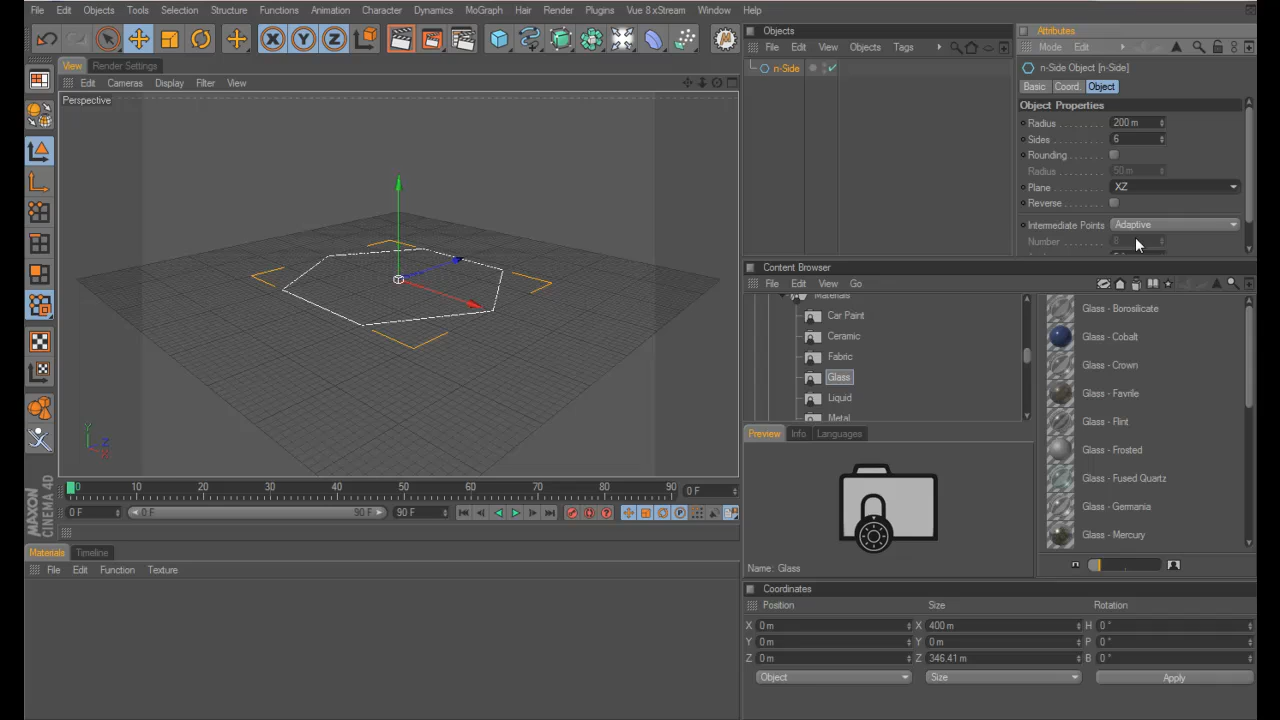 File Edit Objects Tools Selection Structure Functions Animation Character Dynamics MoGraph Hair Render Plugins Vue 8 xStream Window Help
View Render Settings
Edit Cameras Display Filter View
Perspective
Y
Z
X
0 10 20 30 40 50 60 70 80 90 0 F
0 F 0 F 90 F 90 F
Materials Timeline
File Edit Function Texture
MAXON
CINEMA 4D
Objects
File Edit View Objects Tags
n-Side
Attributes
Mode Edit
n-Side Object [n-Side]
Basic Coord. Object
Object Properties
Radius 200 m
Sides 6
Rounding
Radius 50 m
Plane XZ
Reverse
Intermediate Points Adaptive
Number 8
Content Browser
File Edit View Go
Materials
Car Paint
Ceramic
Fabric
Glass
Liquid
Metal
Glass - Borosilicate
Glass - Cobalt
Glass - Crown
Glass - Favrile
Glass - Flint
Glass - Frosted
Glass - Fused Quartz
Glass - Germania
Glass - Mercury
Preview Info Languages
Name: Glass
Coordinates
Position Size Rotation
X 0 m X 400 m H 0 °
Y 0 m Y 0 m P 0 °
Z 0 m Z 346.41 m B 0 °
Object Size Apply